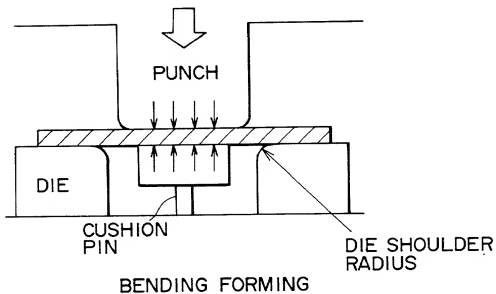 PUNCH
DIE
CUSHION
PIN
DIE SHOULDER
RADIUS
BENDING FORMING